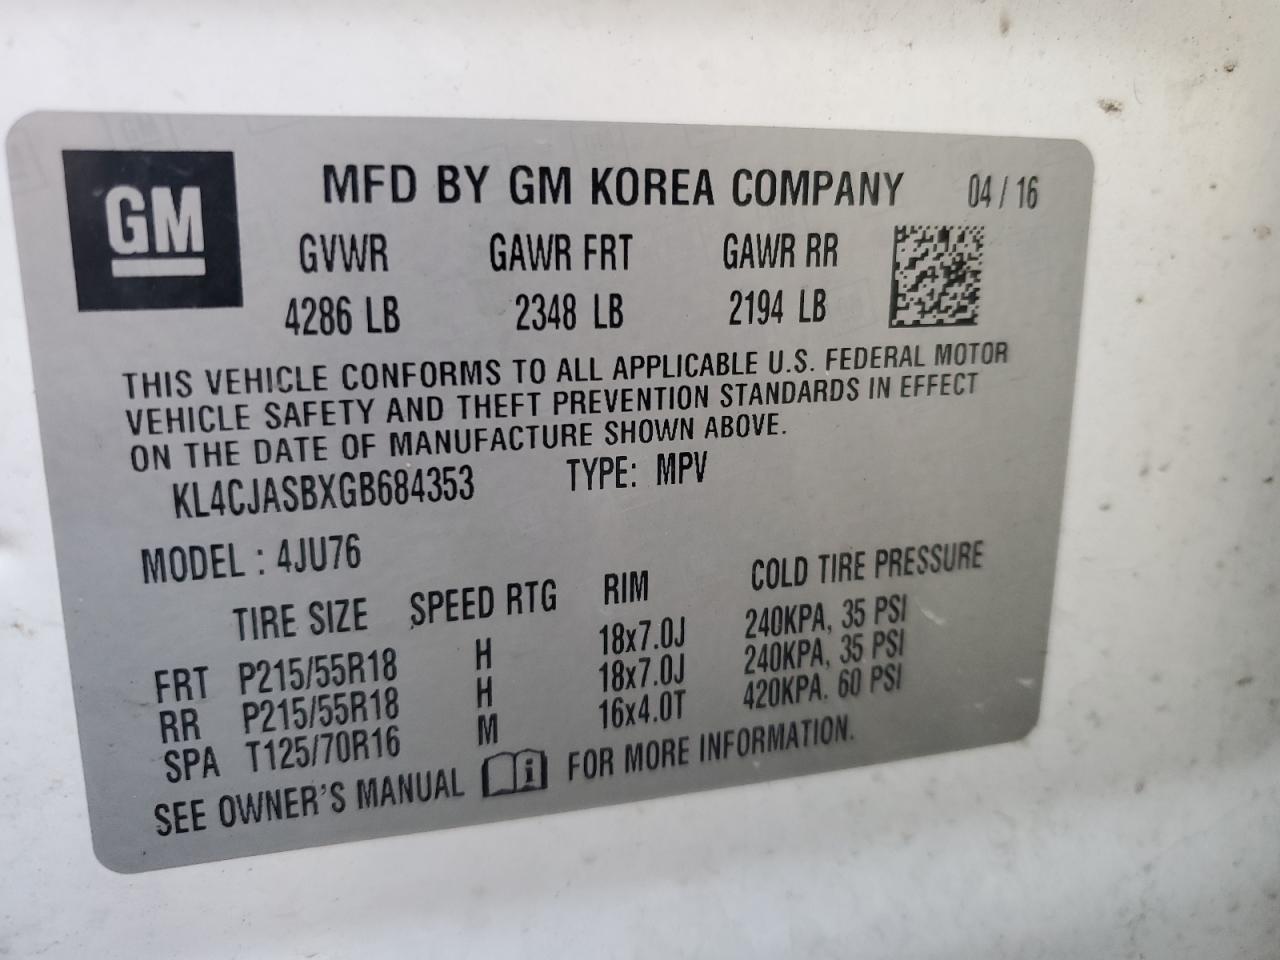 GM
MFD BY GM KOREA COMPANY 04 / 16
GVWR GAWR FRT GAWR RR
4286 LB 2348 LB 2194 LB
THIS VEHICLE CONFORMS TO ALL APPLICABLE U.S. FEDERAL MOTOR
VEHICLE SAFETY AND THEFT PREVENTION STANDARDS IN EFFECT
ON THE DATE OF MANUFACTURE SHOWN ABOVE.
KL4CJASBXGB684353 TYPE: MPV
MODEL : 4JU76
TIRE SIZE SPEED RTG RIM COLD TIRE PRESSURE
FRT P215/55R18 H 18x7.0J 240KPA, 35 PSI
RR P215/55R18 H 18x7.0J 240KPA, 35 PSI
SPA T125/70R16 M 16x4.0T 420KPA. 60 PSI
SEE OWNER'S MANUAL i FOR MORE INFORMATION.